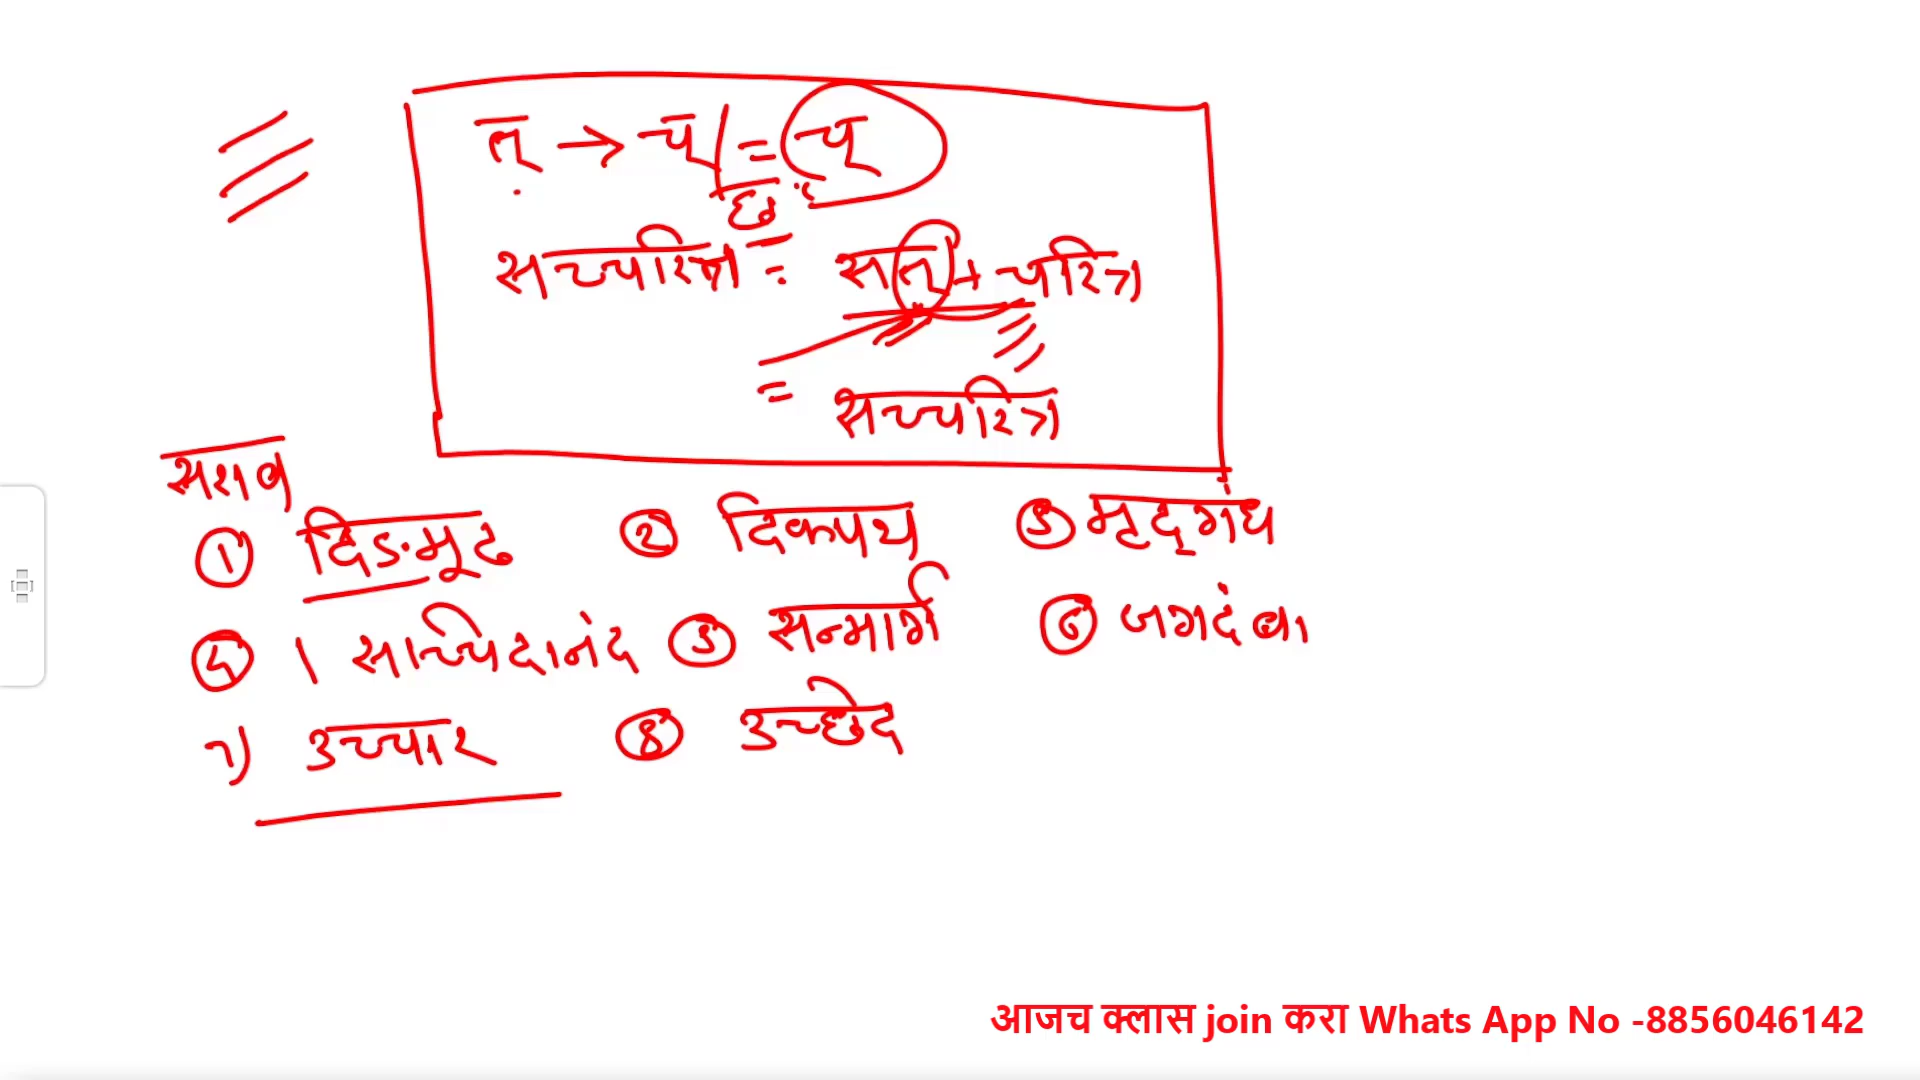 त् → च् / छ् = च्
सच्चरित्र = सत् + चरित्र
= सच्चरित्र
सराव
① दिङ्मूढ ② दिक्पथ ③ मृद्गंध
④ सच्चिदानंद ⑤ सन्मार्ग ⑥ जगदंबा
७) उच्चार ⑧ उच्छेद
आजच क्लास join करा Whats App No -8856046142